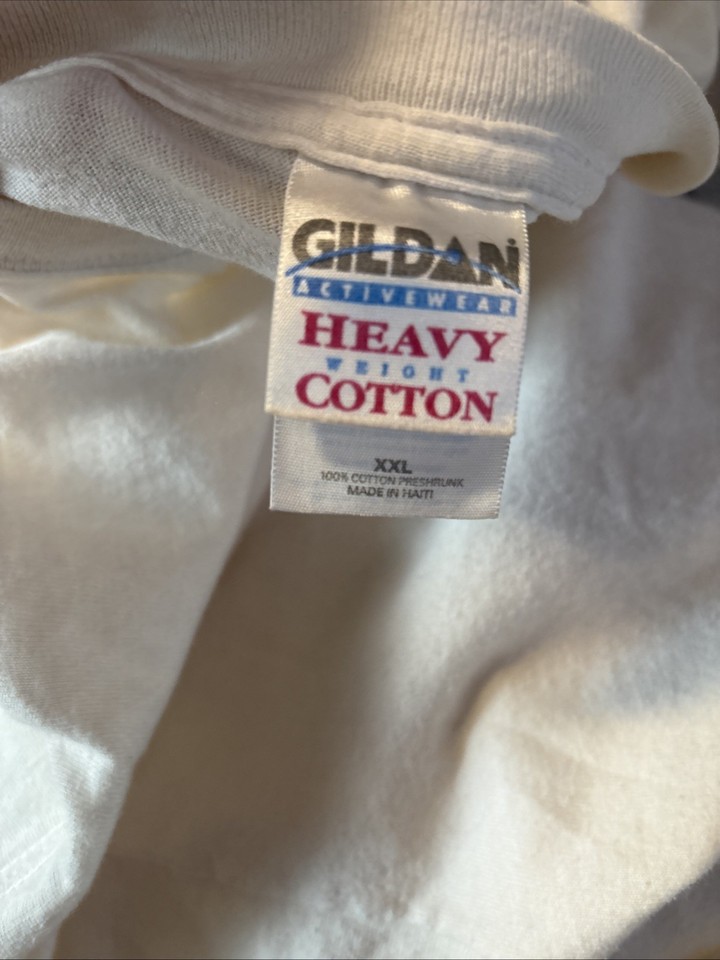 GILDAN
ACTIVEWEAR
HEAVY
WEIGHT
COTTON
XXL
100% COTTON PRESHRUNK
MADE IN HAITI